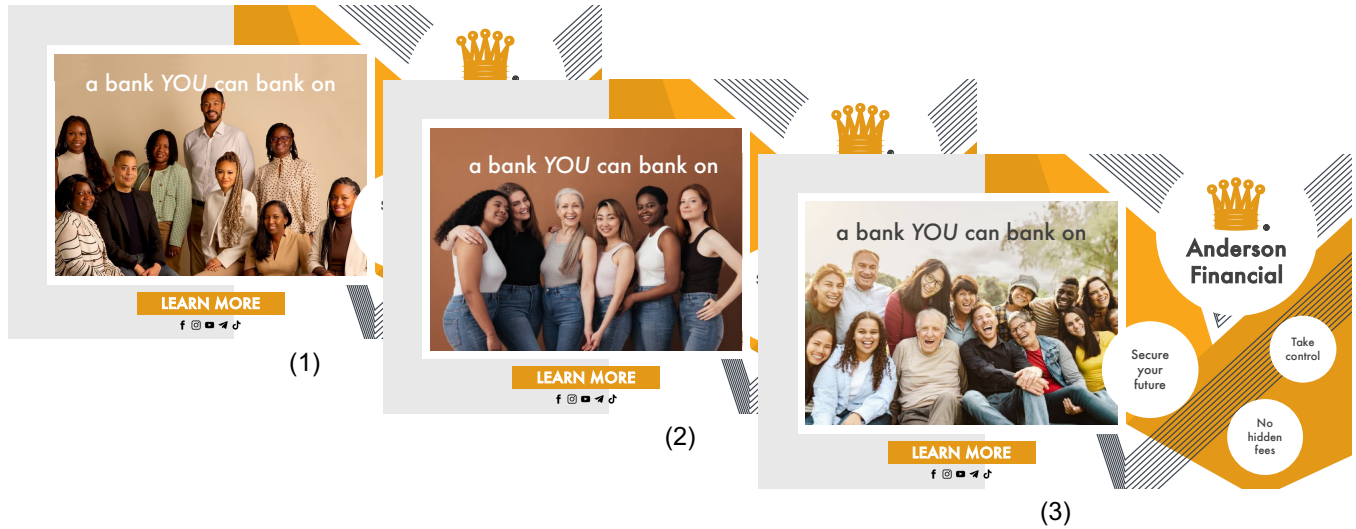 a bank YOU can bank on
LEARN MORE
(1)
a bank YOU can bank on
LEARN MORE
(2)
a bank YOU can bank on
Anderson
Financial
Secure
your
future
Take
control
No
hidden
fees
LEARN MORE
(3)